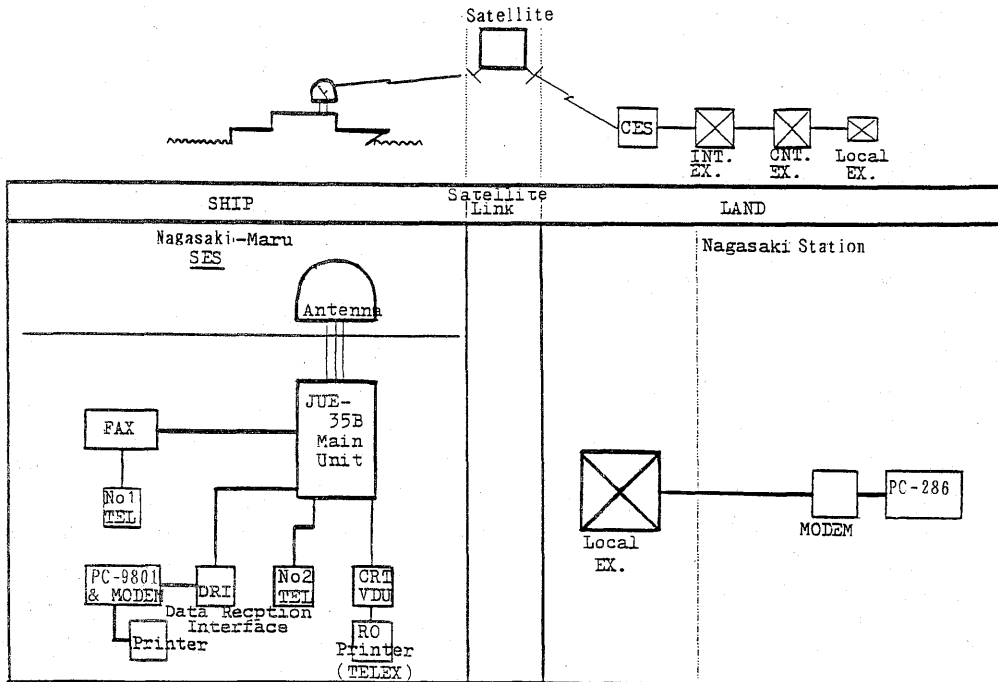 Satellite
CES
INT.
EX.
CNT.
EX.
Local
EX.
SHIP
Satellite
Link
LAND
Nagasaki-Maru
SES
Nagasaki Station
Antenna
JUE-
35B
Main
Unit
FAX
No1
TEL
PC-9801
& MODEM
DRI
Data Recption
Interface
No2
TEL
CRT
VDU
Printer
RO
Printer
(TELEX)
Local
EX.
MODEM
PC-286